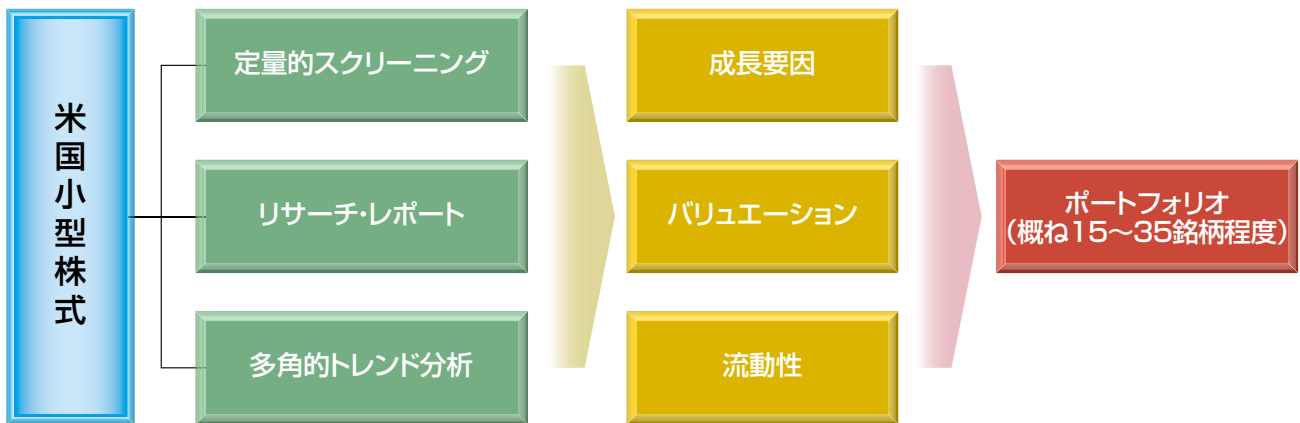 米国小型株式
定量的スクリーニング
リサーチ・レポート
多角的トレンド分析
成長要因
バリュエーション
流動性
ポートフォリオ
(概ね15～35銘柄程度)